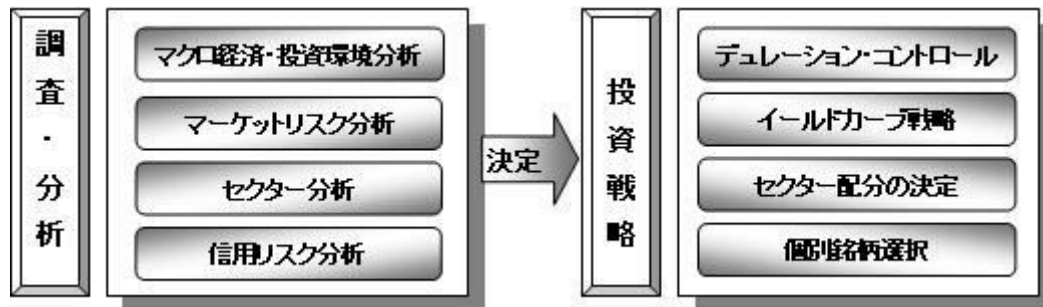 調査・分析
マクロ経済・投資環境分析
マーケットリスク分析
セクター分析
信用リスク分析
決定
投資戦略
デュレーション・コントロール
イールドカーブ戦略
セクター配分の決定
個別銘柄選択